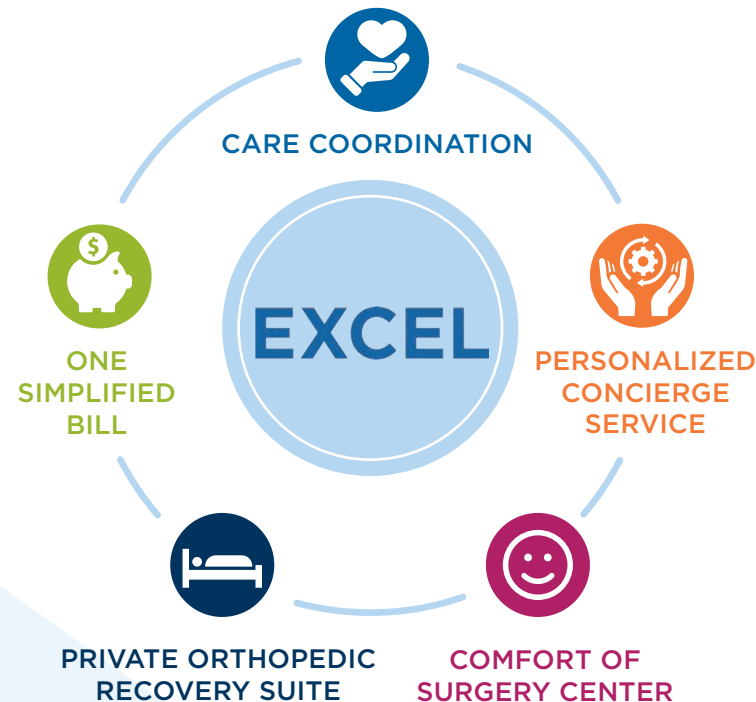 CARE COORDINATION
$
EXCEL
ONE
SIMPLIFIED
BILL
PERSONALIZED
CONCIERGE
SERVICE
PRIVATE ORTHOPEDIC
RECOVERY SUITE
COMFORT OF
SURGERY CENTER